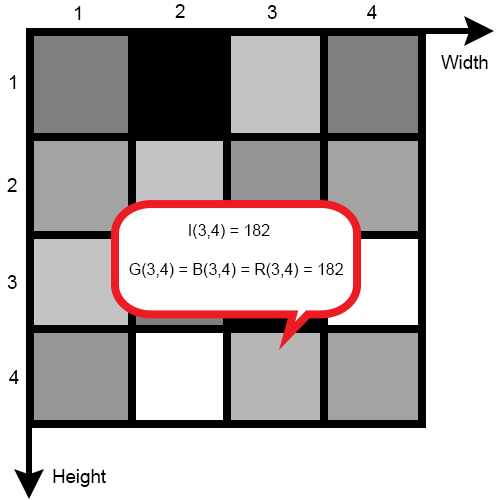 1 2 3 4
Width
1
2
I(3,4) = 182
G(3,4) = B(3,4) = R(3,4) = 182
3
4
Height